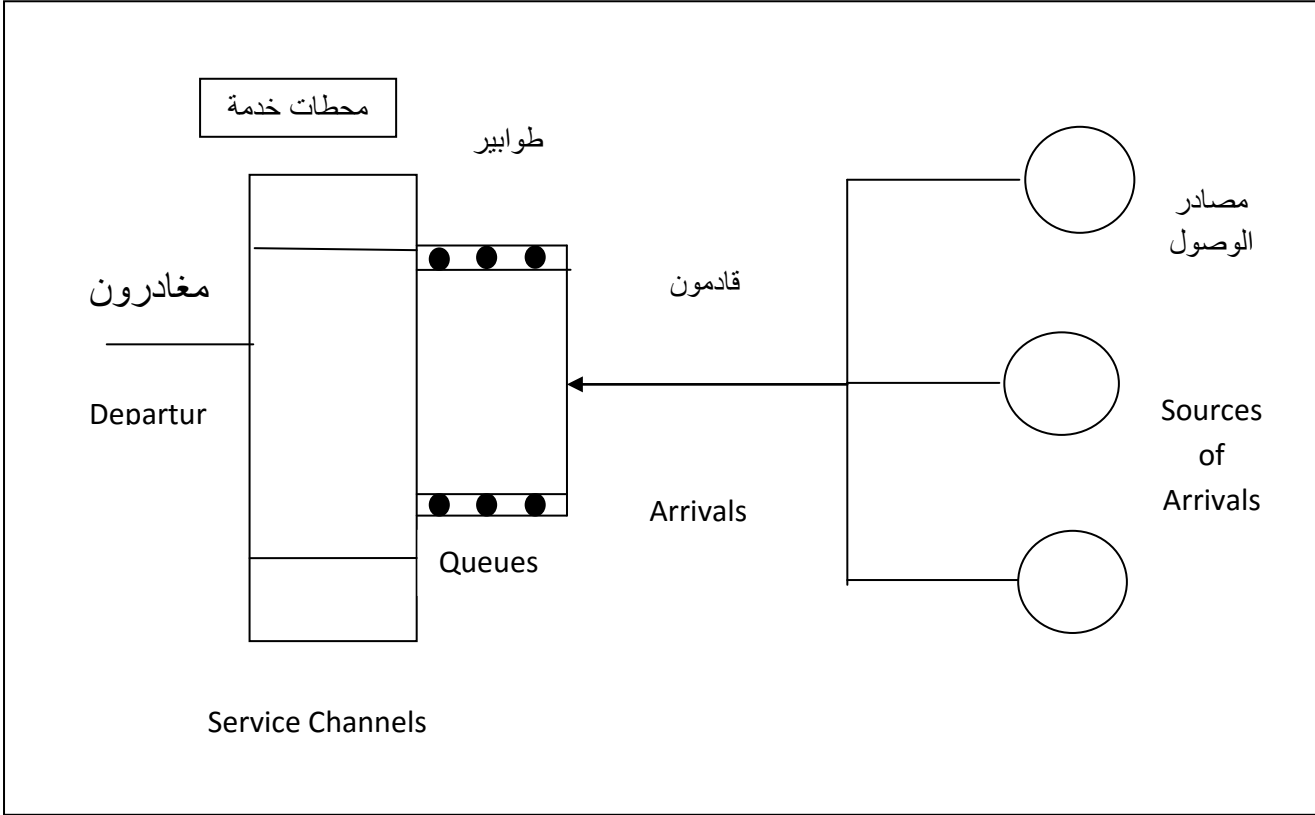 محطات خدمة
طوابير
مصادر
الوصول
قادمون
مغادرون
Departur
Sources
of
Arrivals
Arrivals
Queues
Service Channels